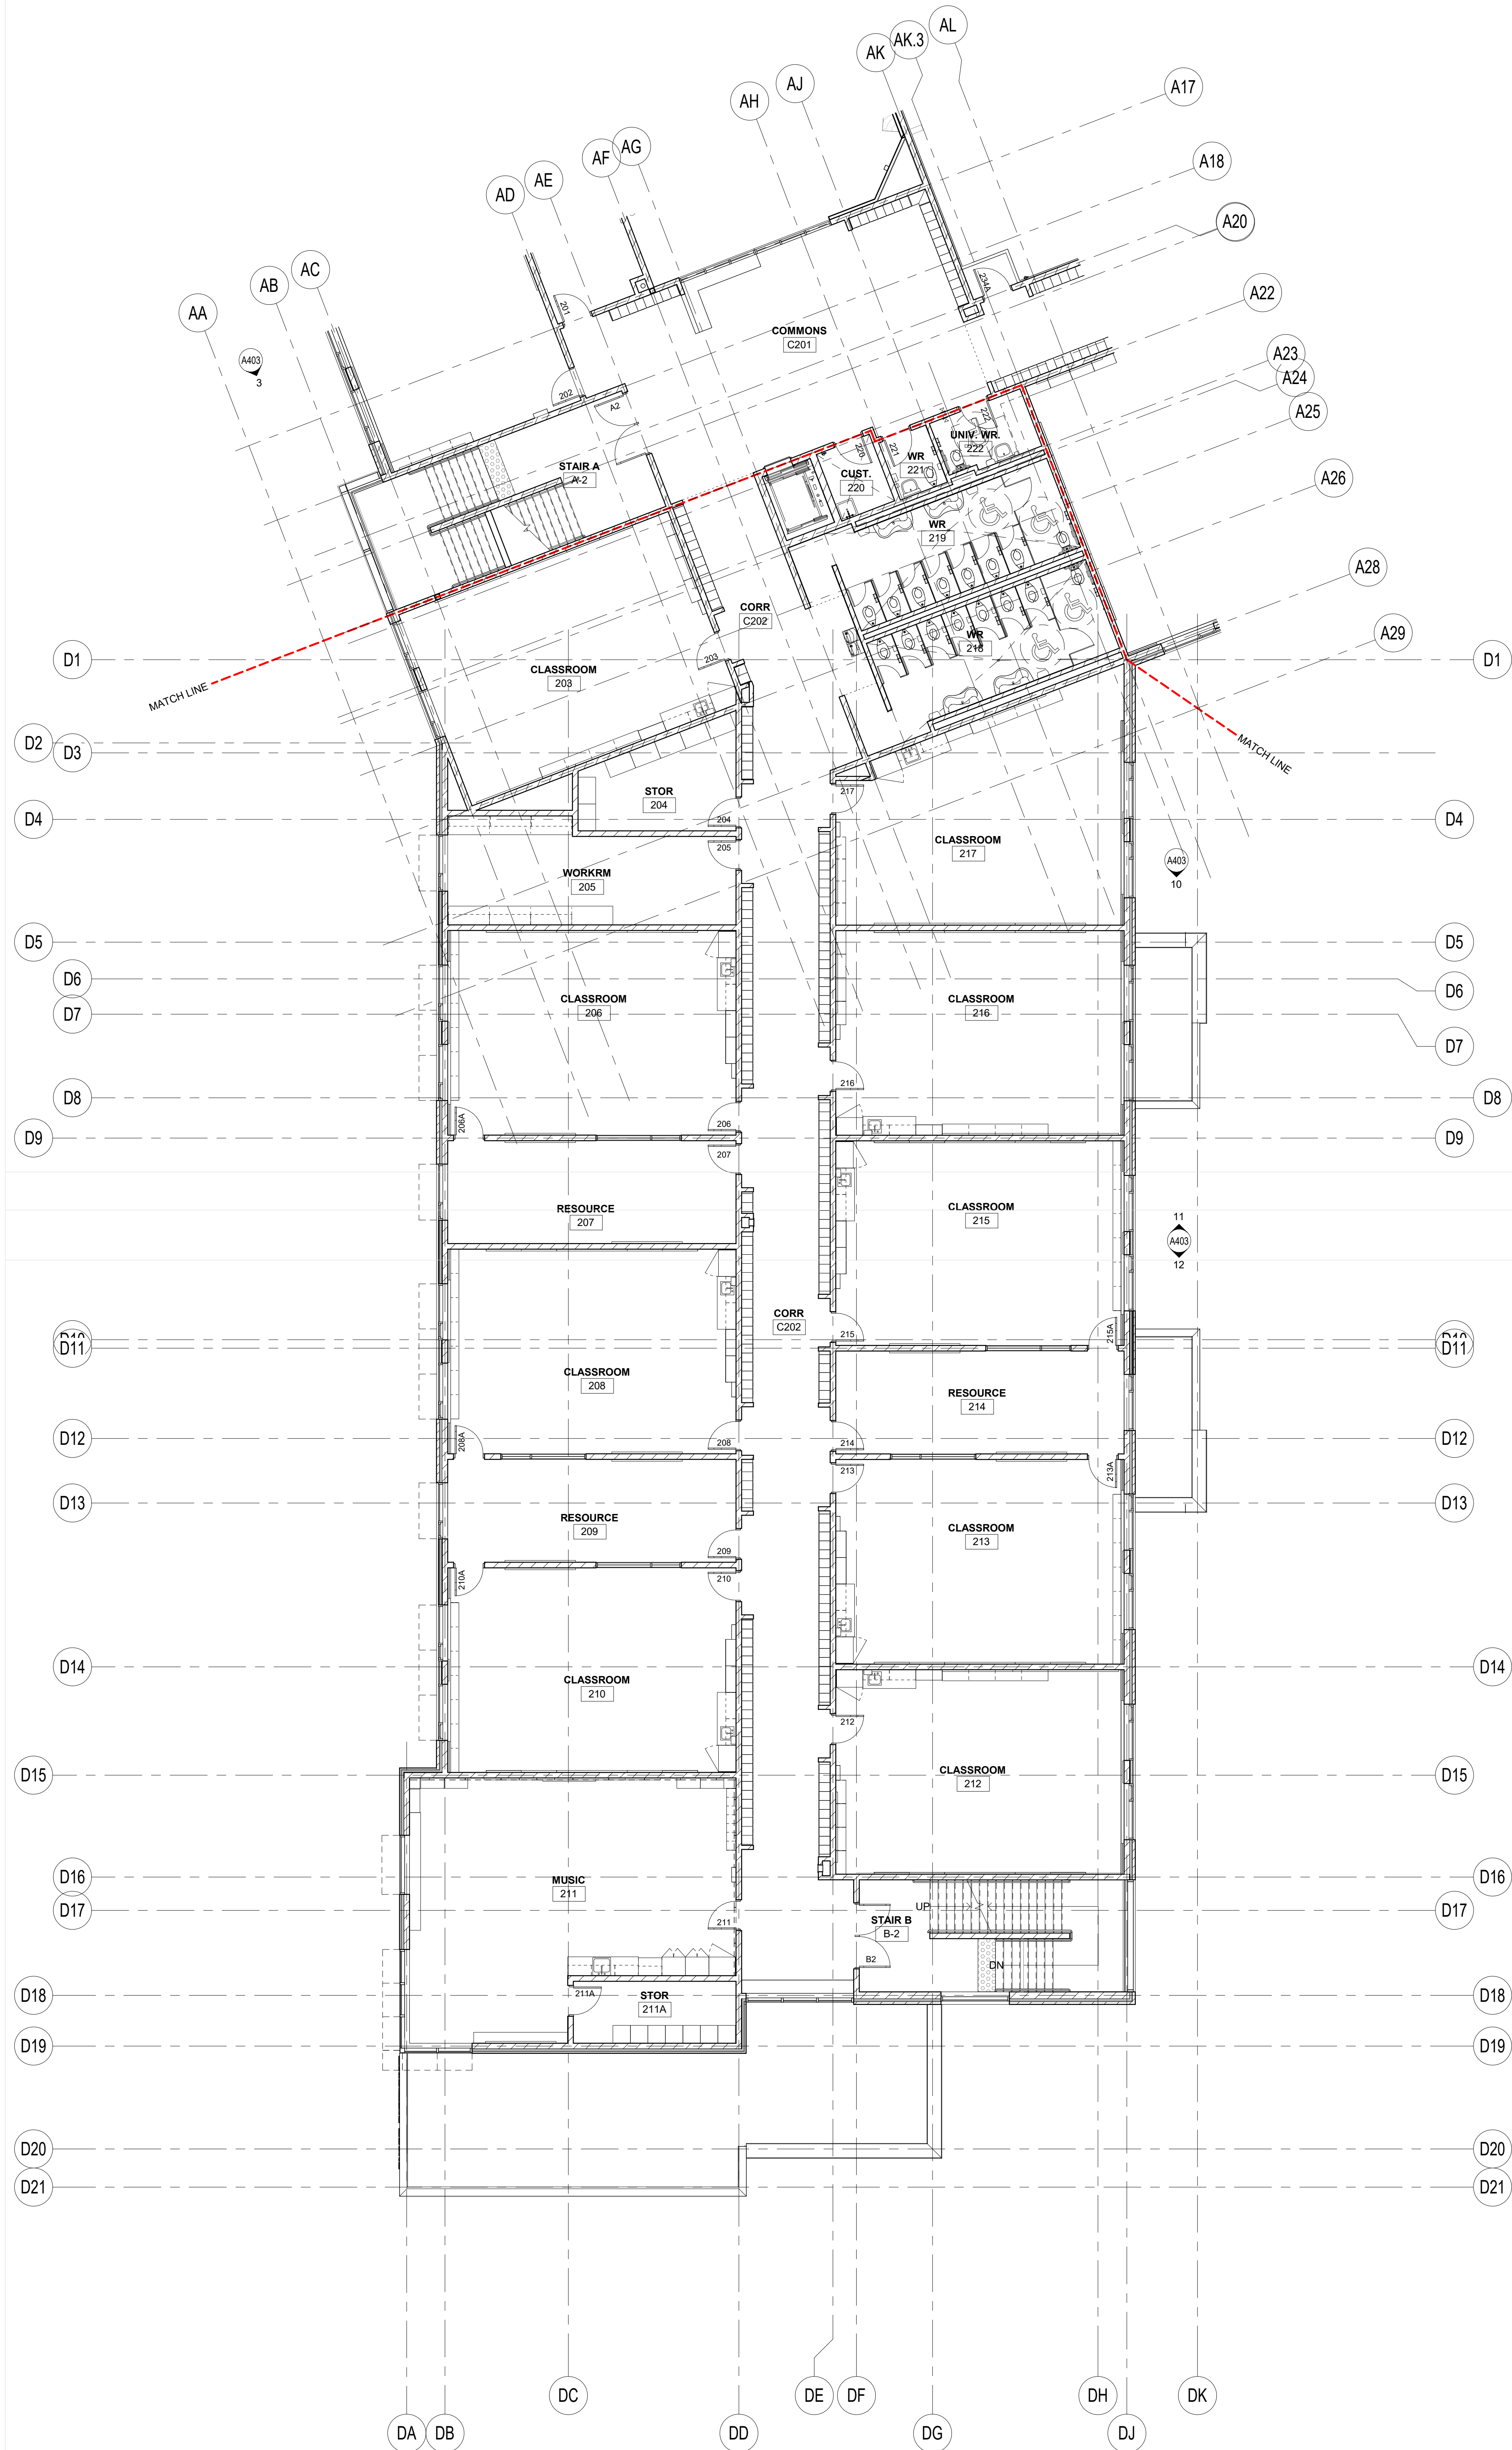 AL
AK.3
AK
AJ
AH
A17
AG
AF
A18
AE
AD
A20
AC
AB
A22
AA
201
234A
COMMONS
C201
A403
3
A23
A24
A25
202
A2
222
221
220
UNIV. WR.
222
WR
221
CUST.
220
STAIR A
A-2
A26
WR
219
A28
CORR
C202
WR
218
A29
D1
203
CLASSROOM
203
D1
MATCH LINE
D2
D3
MATCH LINE
STOR
204
217
D4
204
D4
205
CLASSROOM
217
A403
10
WORKRM
205
D5
D5
D6
CLASSROOM
206
CLASSROOM
216
D6
D7
D7
216
D8
D8
206A
206
D9
D9
207
RESOURCE
207
CLASSROOM
215
11
A403
12
CORR
C202
D10
215
215A
D10
D11
D11
CLASSROOM
208
RESOURCE
214
D12
208A
208
214
D12
213
213A
D13
D13
RESOURCE
209
CLASSROOM
213
209
210A
210
D14
CLASSROOM
210
D14
212
D15
CLASSROOM
212
D15
D16
MUSIC
211
D16
D17
UP
D17
211
STAIR B
B-2
B2
DN
D18
211A
STOR
211A
D18
D19
D19
D20
D20
D21
D21
DC
DE
DF
DH
DK
DA
DB
DD
DG
DJ